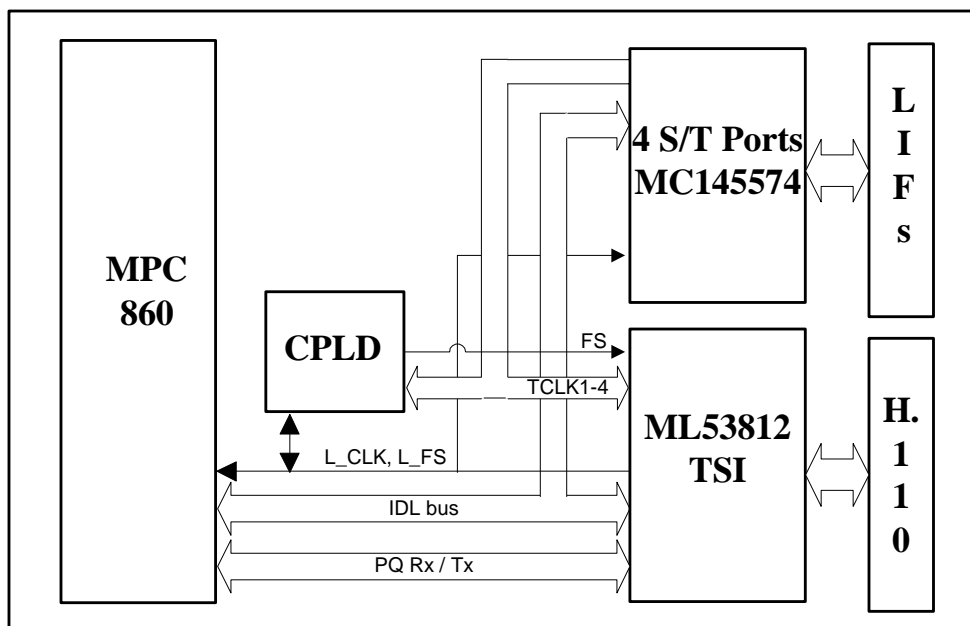 MPC
860
CPLD
4 S/T Ports
MC145574
L
I
F
s
FS
TCLK1-4
ML53812
TSI
H.
1
1
0
L_CLK, L_FS
IDL bus
PQ Rx / Tx